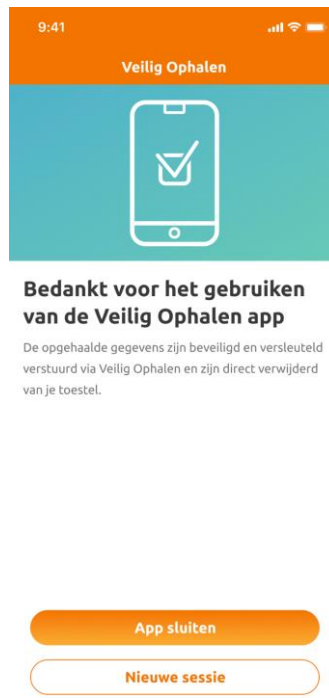 9:41
Veilig Ophalen
Bedankt voor het gebruiken
van de Veilig Ophalen app
De opgehaalde gegevens zijn beveiligd en versleuteld
verstuurd via Veilig Ophalen en zijn direct verwijderd
van je toestel.
App sluiten
Nieuwe sessie